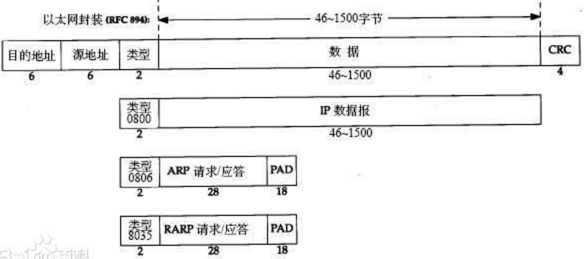 以太网封装 (RFC 894):
46~1500字节
目的地址 源地址 类型 数 据 CRC
6 6 2 46~1500 4
类型
0800 IP 数据报
2 46~1500
类型
0806 ARP 请求/应答 PAD
2 28 18
类型
8035 RARP 请求/应答 PAD
2 28 18